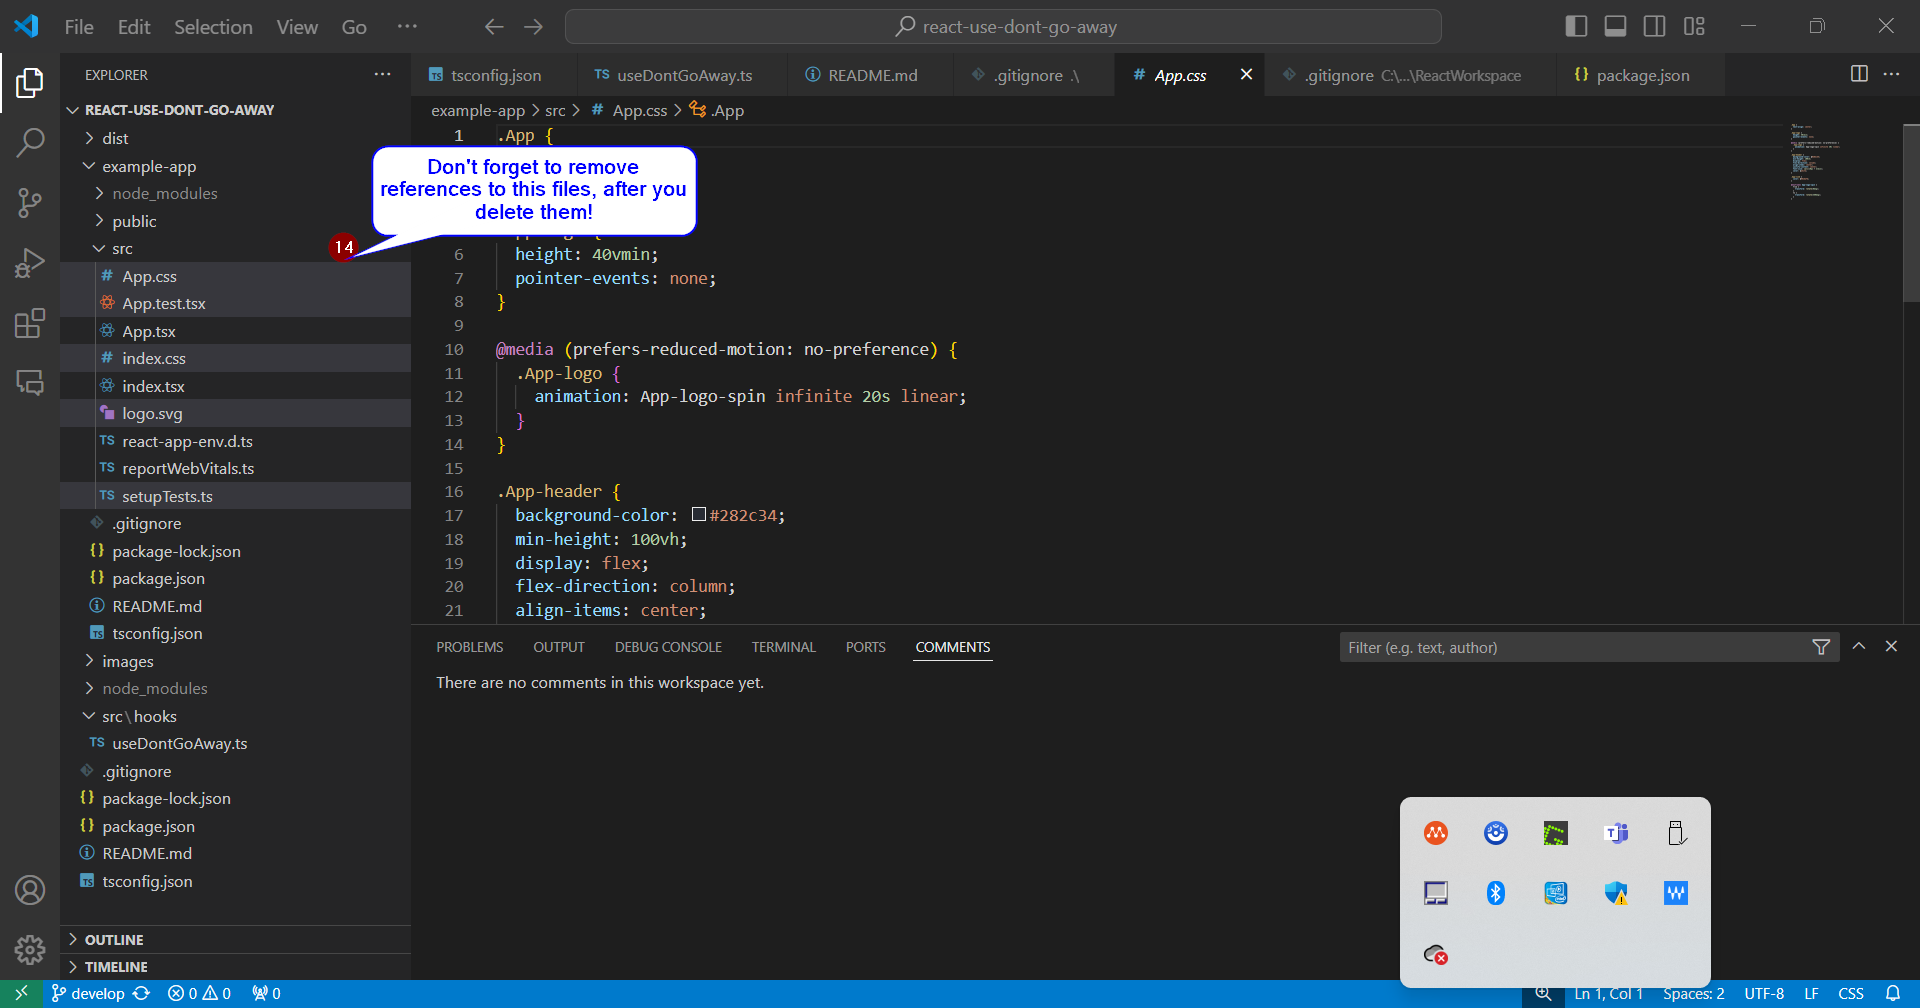 File Edit Selection View Go ···
react-use-dont-go-away
EXPLORER ···
REACT-USE-DONT-GO-AWAY
dist
example-app
node_modules
public
src
App.css
App.test.tsx
App.tsx
index.css
index.tsx
logo.svg
TS react-app-env.d.ts
TS reportWebVitals.ts
TS setupTests.ts
.gitignore
{} package-lock.json
{} package.json
README.md
TS tsconfig.json
images
node_modules
src\hooks
TS useDontGoAway.ts
.gitignore
{} package-lock.json
{} package.json
README.md
TS tsconfig.json
OUTLINE
TIMELINE
14
Don't forget to remove
references to this files, after you
delete them!
TS tsconfig.json TS useDontGoAway.ts README.md .gitignore .\ # App.css .gitignore C:\...\ReactWorkspace {} package.json
example-app > src > # App.css > .App
1 .App {
6 height: 40vmin;
7 pointer-events: none;
8 }
9
10 @media (prefers-reduced-motion: no-preference) {
11 .App-logo {
12 animation: App-logo-spin infinite 20s linear;
13 }
14 }
15
16 .App-header {
17 background-color: #282c34;
18 min-height: 100vh;
19 display: flex;
20 flex-direction: column;
21 align-items: center;
PROBLEMS OUTPUT DEBUG CONSOLE TERMINAL PORTS COMMENTS
Filter (e.g. text, author)
There are no comments in this workspace yet.
develop 0 0 0
Ln 1, Col 1 Spaces: 2 UTF-8 LF CSS